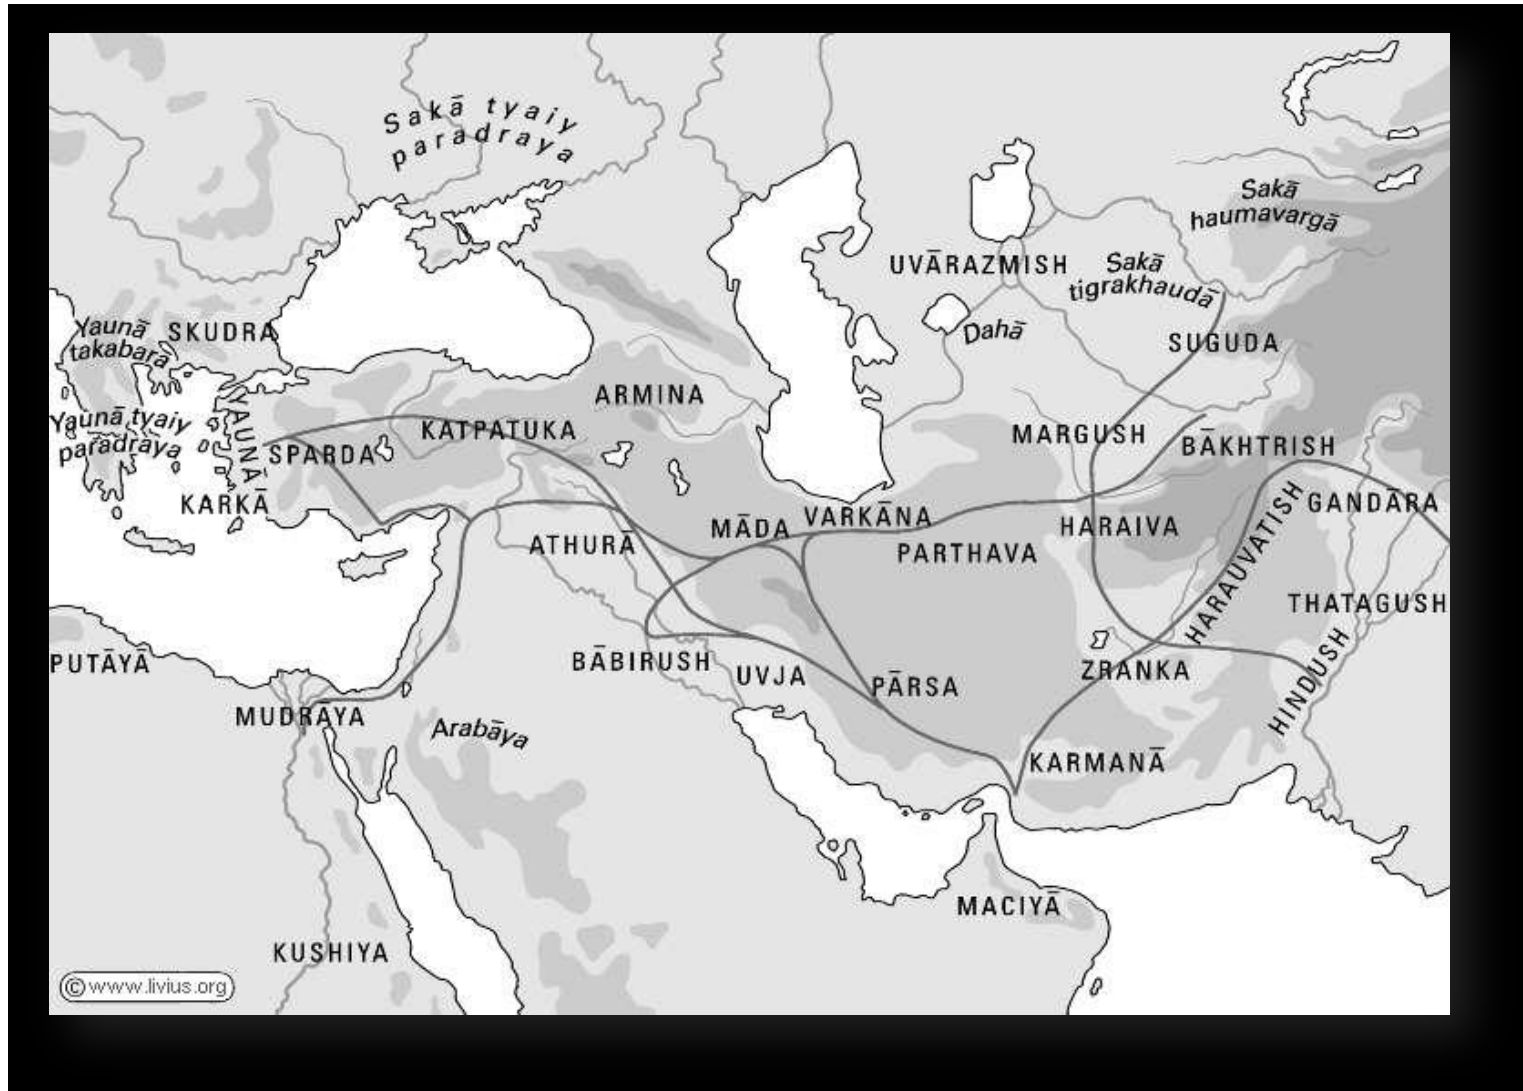 Sakā tyaiy
paradraya
Sakā
haumavargā
UVĀRAZMISH
Sakā
tigrakhaudā
Yaunā
takabarā
SKUDRA
Dahā
SUGUDA
ARMINA
YAUNĀ
Yaunā tyaiy
paradraya
KATPATUKA
MARGUSH
BĀKHTRISH
SPARDA
KARKĀ
GANDĀRA
MĀDA
VARKĀNA
HARAIVA
ATHURĀ
PARTHAVA
HARAUVATISH
THATAGUSH
PUTĀYĀ
BĀBIRUSH
UVJA
PĀRSA
ZRANKA
HINDUSH
MUDRĀYA
Arabāya
KARMANĀ
MACIYĀ
KUSHIYA
©www.livius.org